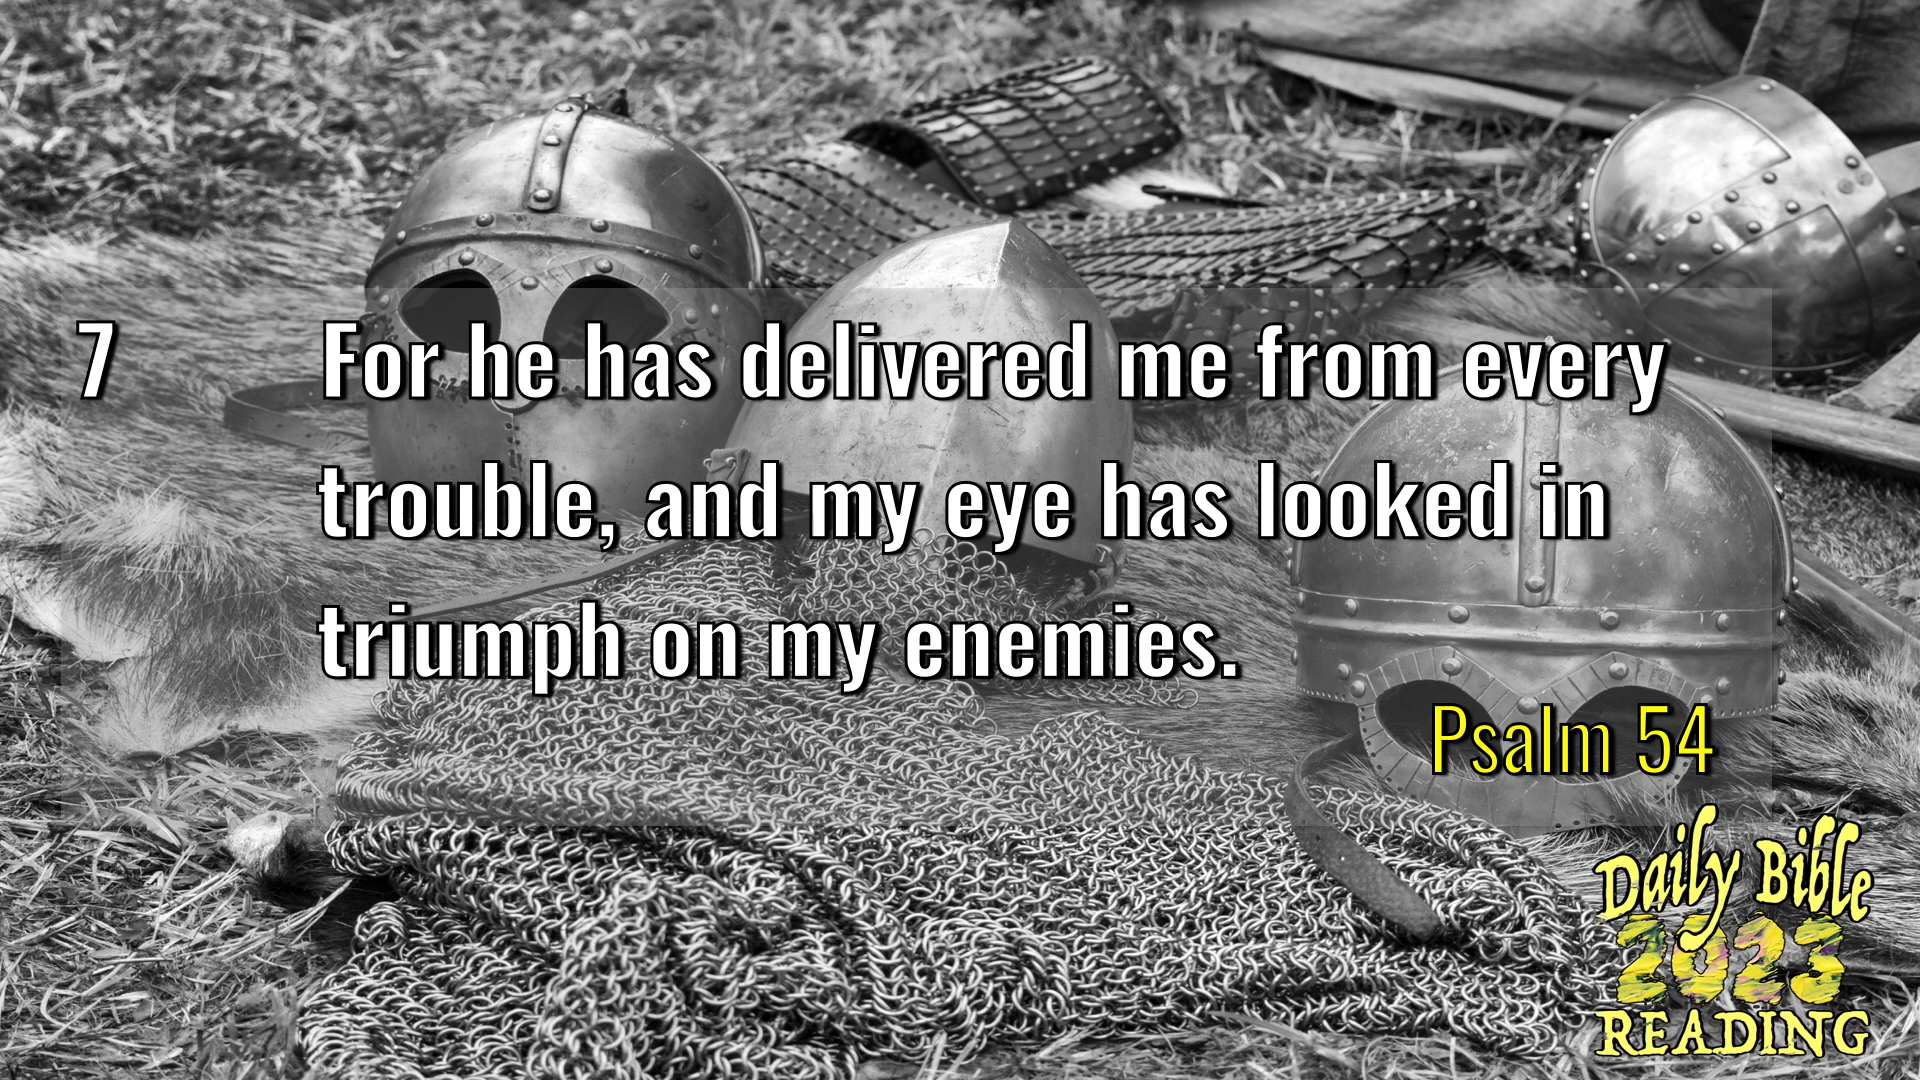 7 For he has delivered me from every
trouble, and my eye has looked in
triumph on my enemies.
Psalm 54
Daily Bible
2023
READING